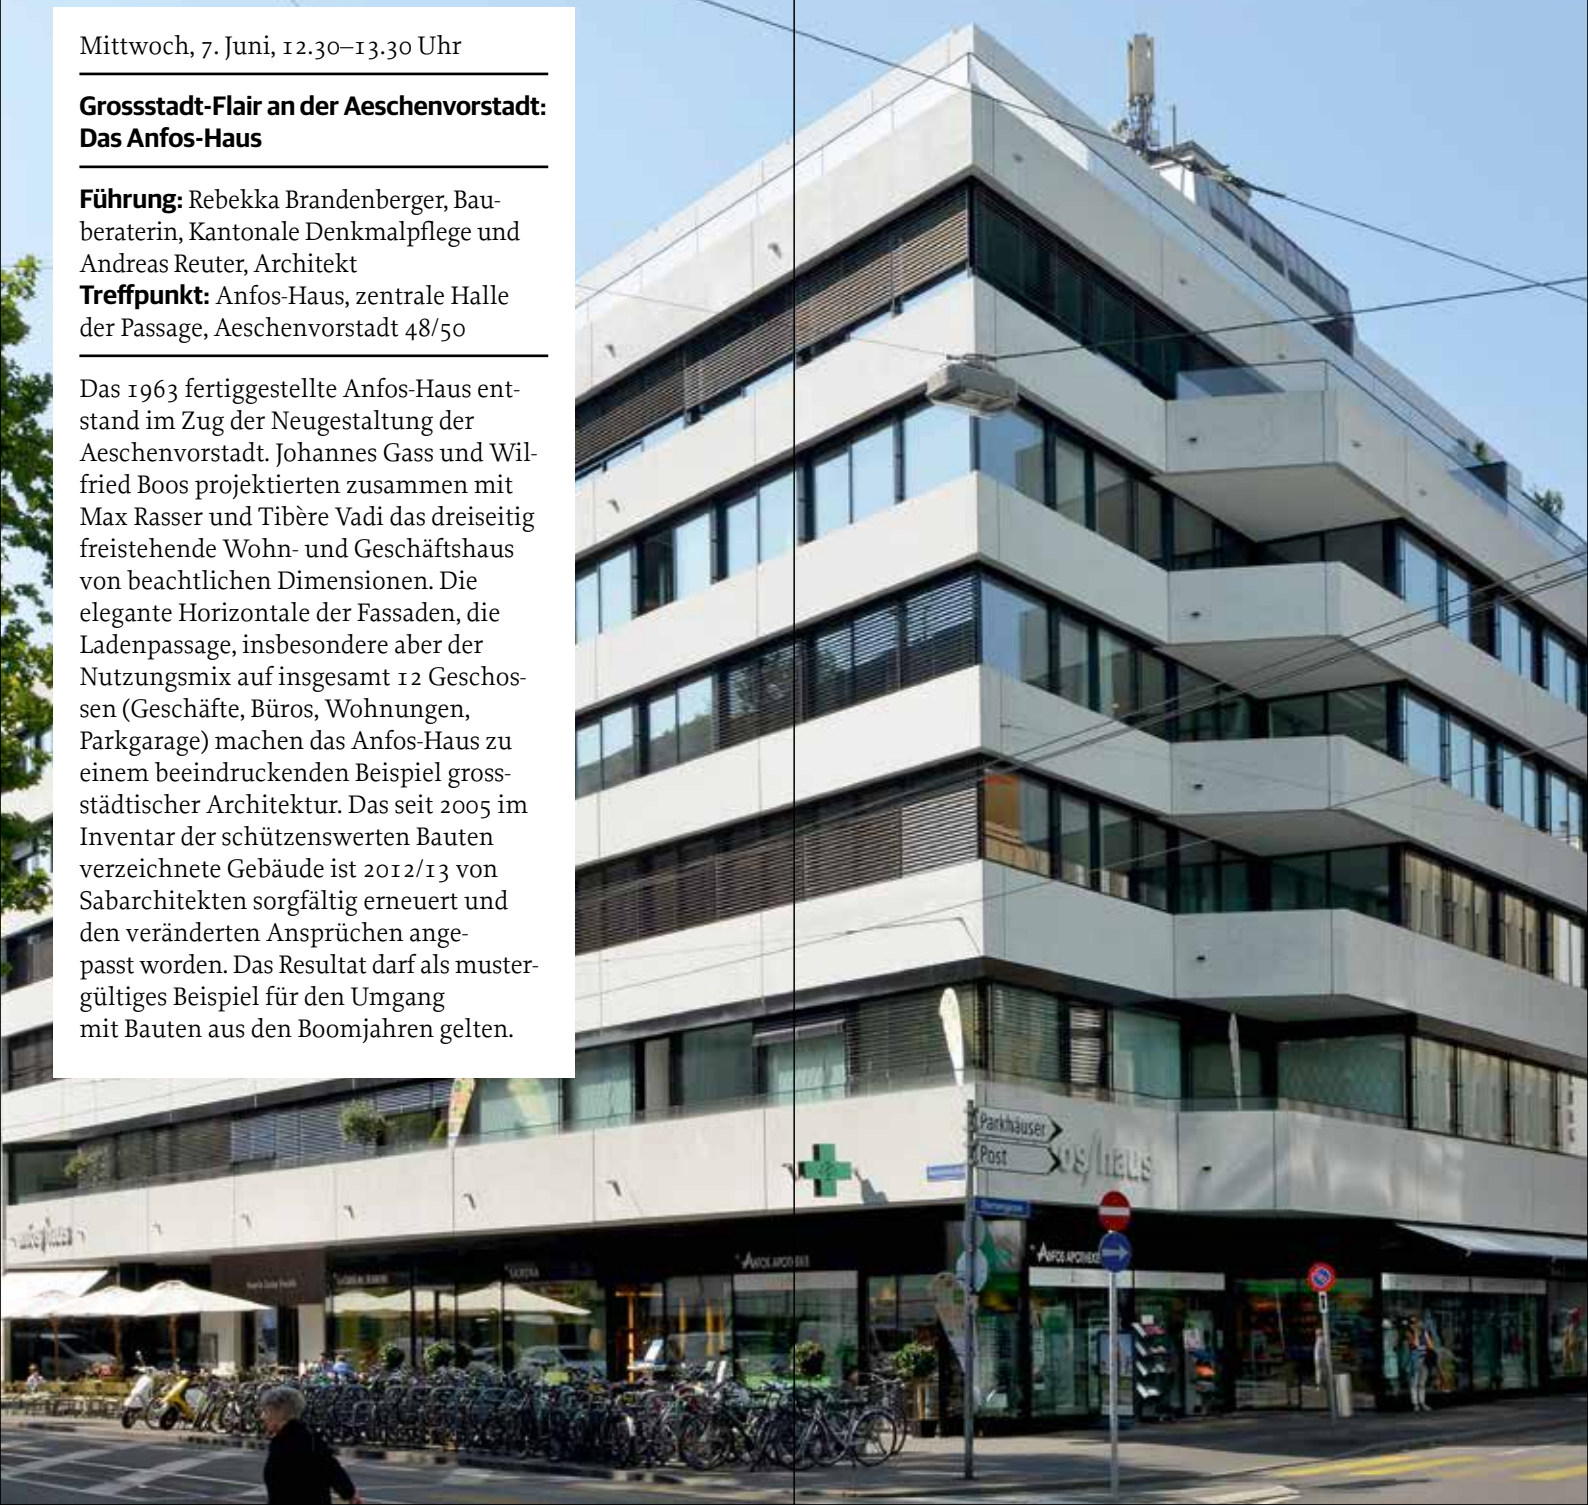 Mittwoch, 7. Juni, 12.30–13.30 Uhr
Grossstadt-Flair an der Aeschenvorstadt:
Das Anfos-Haus
Führung: Rebekka Brandenberger, Bau-
beraterin, Kantonale Denkmalpflege und
Andreas Reuter, Architekt
Treffpunkt: Anfos-Haus, zentrale Halle
der Passage, Aeschenvorstadt 48/50
Das 1963 fertiggestellte Anfos-Haus ent-
stand im Zug der Neugestaltung der
Aeschenvorstadt. Johannes Gass und Wil-
fried Boos projektierten zusammen mit
Max Rasser und Tibère Vadi das dreiseitig
freistehende Wohn- und Geschäftshaus
von beachtlichen Dimensionen. Die
elegante Horizontale der Fassaden, die
Ladenpassage, insbesondere aber der
Nutzungsmix auf insgesamt 12 Geschos-
sen (Geschäfte, Büros, Wohnungen,
Parkgarage) machen das Anfos-Haus zu
einem beeindruckenden Beispiel gross-
städtischer Architektur. Das seit 2005 im
Inventar der schützenswerten Bauten
verzeichnete Gebäude ist 2012/13 von
Sabarchitekten sorgfältig erneuert und
den veränderten Ansprüchen ange-
passt worden. Das Resultat darf als muster-
gültiges Beispiel für den Umgang
mit Bauten aus den Boomjahren gelten.
Parkhäuser
Post
os/haus
ANFOS APOTHEKE
ANFOS APOTHEKE